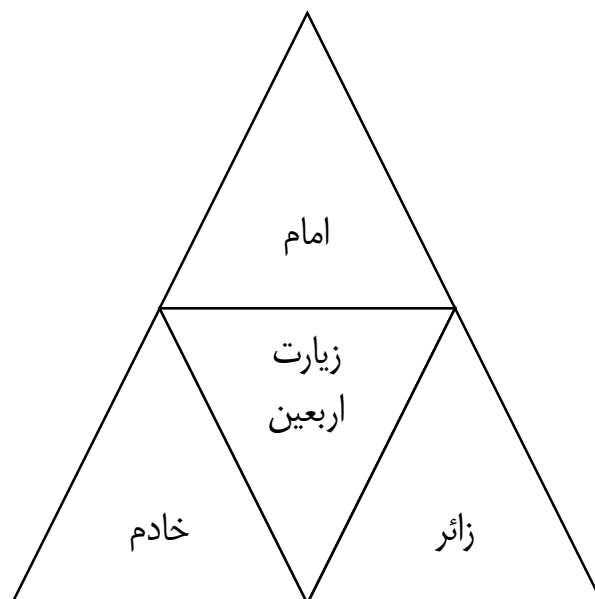 امام
زیارت
اربعین
زائر
خادم